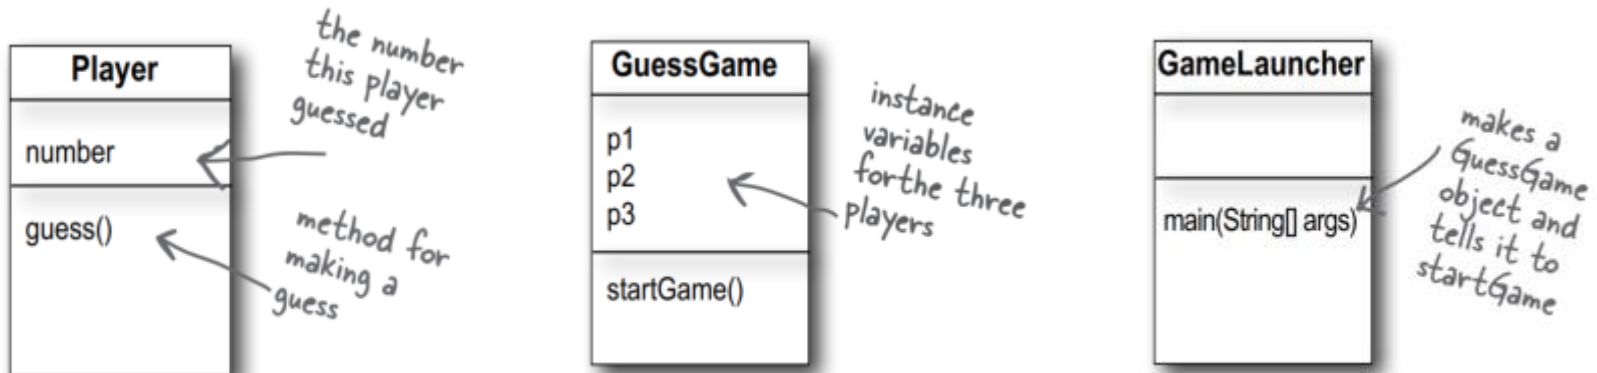 Player
number
guess()
the number
this player
guessed
method for
making a
guess
GuessGame
p1
p2
p3
startGame()
instance
variables
forthe three
players
GameLauncher
main(String[] args)
makes a
GuessGame
object and
tells it to
startGame